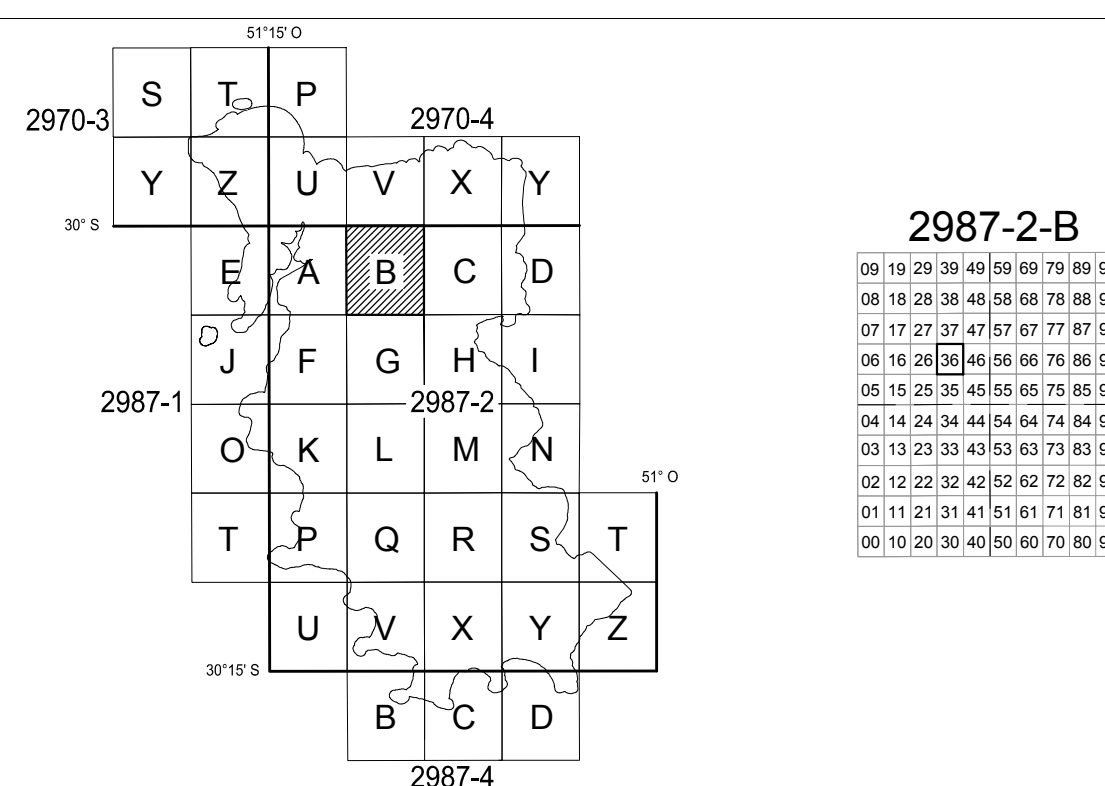 51°15' O
S T P
2970-3 2970-4
Y Z U V X Y
30° S
E A B C D
J F G H I
2987-1 2987-2
O K L M N
51° O
T P Q R S T
U V X Y Z
30°15' S
B C D
2987-4
2987-2-B
09 19 29 39 49 59 69 79 89
08 18 28 38 48 58 68 78 88
07 17 27 37 47 57 67 77 87
06 16 26 36 46 56 66 76 86
05 15 25 35 45 55 65 75 85
04 14 24 34 44 54 64 74 84
03 13 23 33 43 53 63 73 83
02 12 22 32 42 52 62 72 82
01 11 21 31 41 51 61 71 81
00 10 20 30 40 50 60 70 80